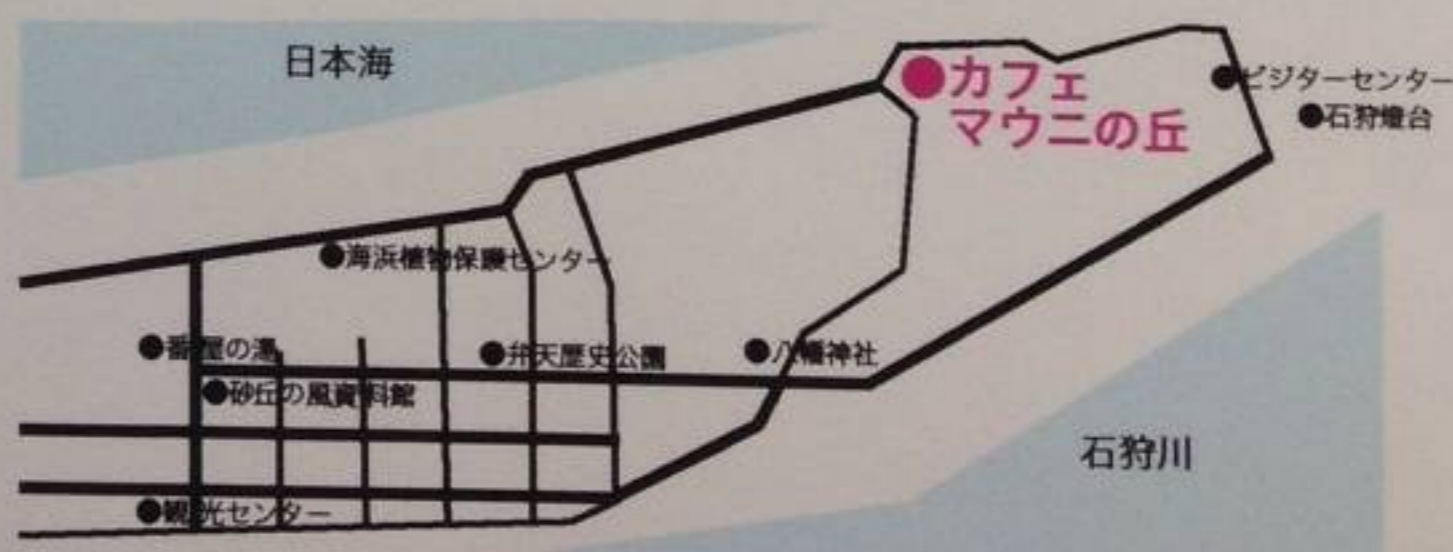 日本海
カフェ
マウニの丘
ビジターセンター
石狩燈台
海浜植物保護センター
番屋の湯
弁天歴史公園
八幡神社
砂丘の風資料館
石狩川
観光センター